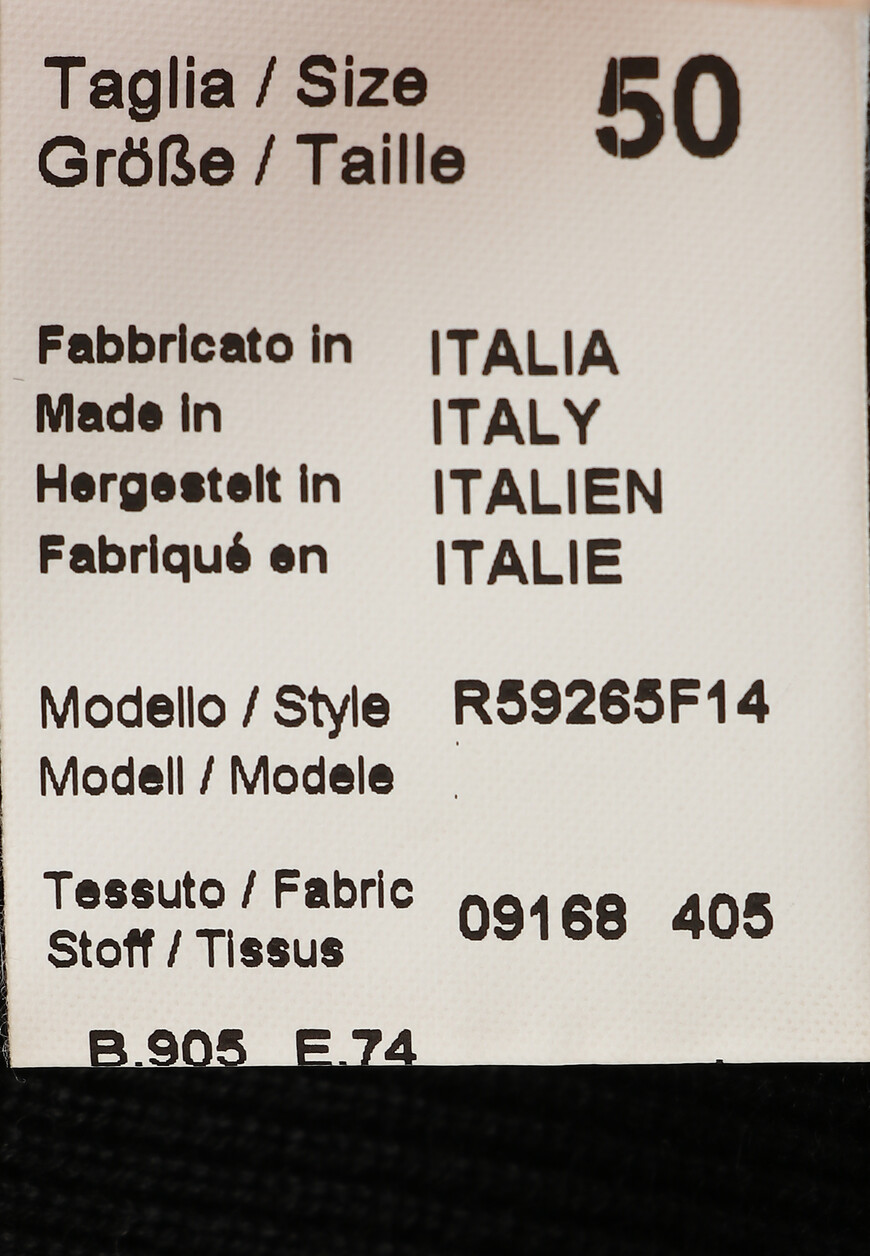 Taglia / Size 50
Größe / Taille
Fabbricato in ITALIA
Made in ITALY
Hergestelt in ITALIEN
Fabriqué en ITALIE
Modello / Style R59265F14
Modell / Modele
Tessuto / Fabric 09168 405
Stoff / Tissus
B.905 E.74